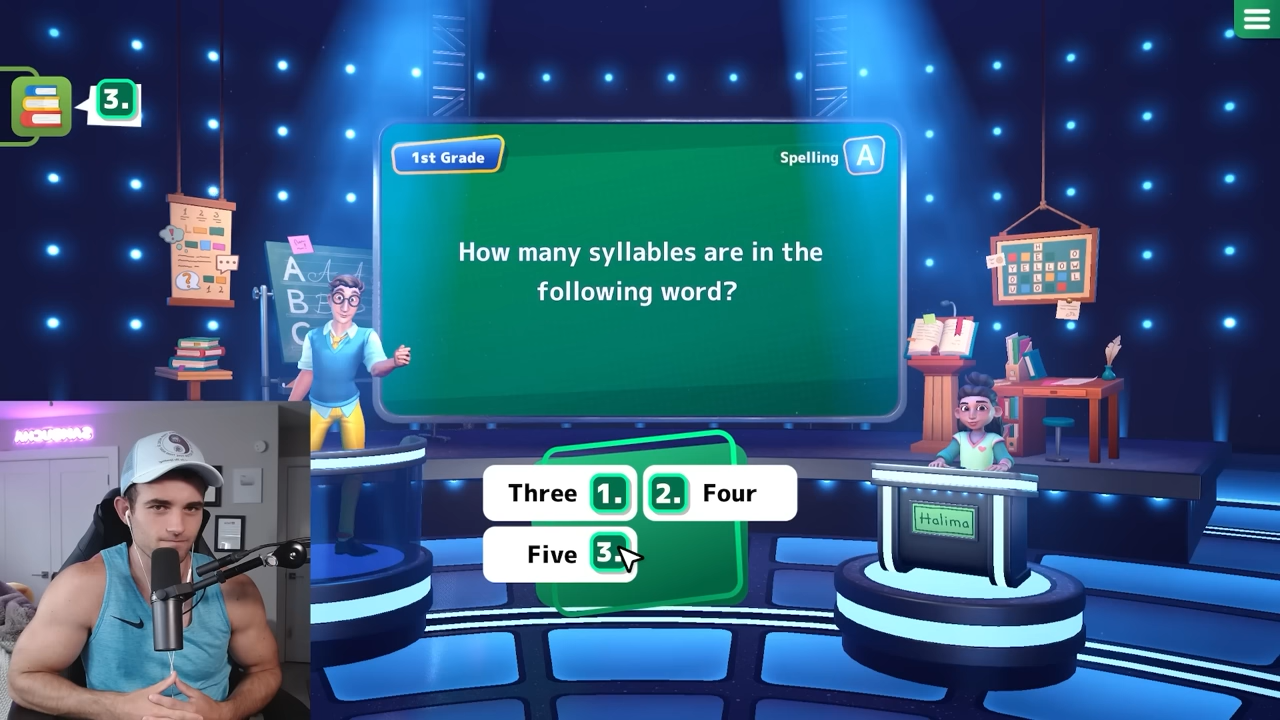 3.
1st Grade
Spelling A
How many syllables are in the
following word?
A
B
C
YELLOW
Halima
Three 1.
2. Four
Five 3.